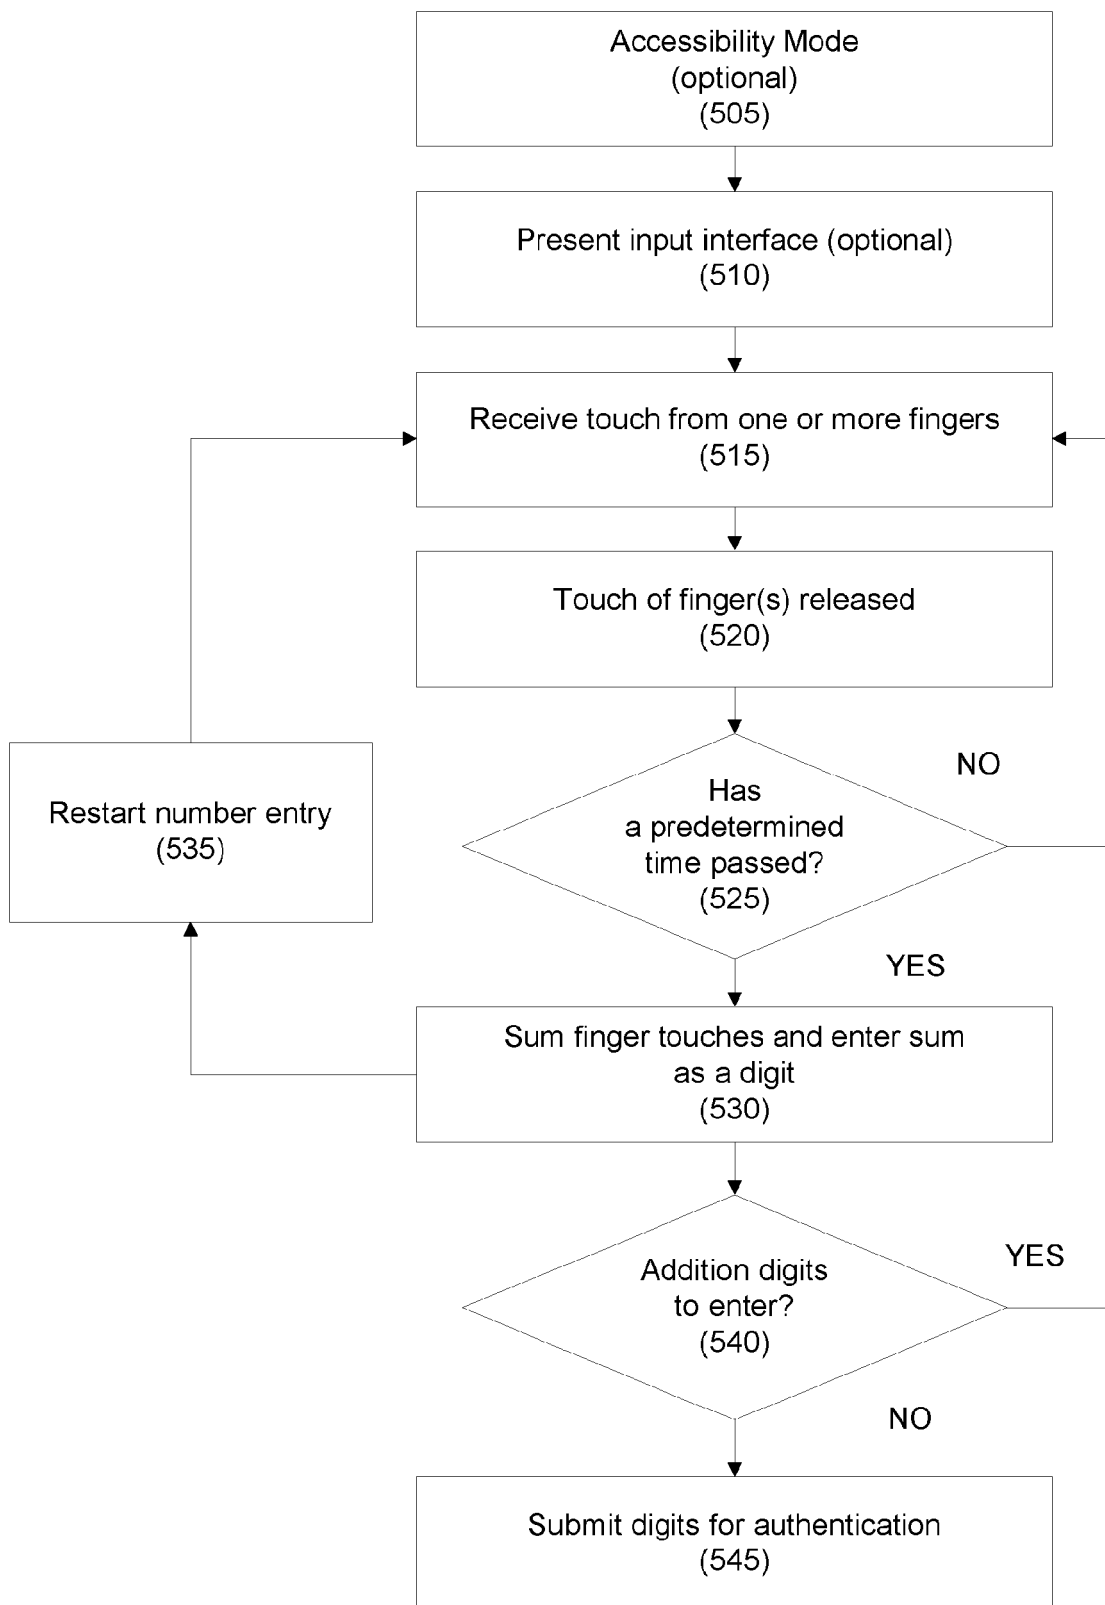 Accessibility Mode
(optional)
(505)
Present input interface (optional)
(510)
Receive touch from one or more fingers
(515)
Touch of finger(s) released
(520)
Has
a predetermined
time passed?
(525)
NO
YES
Restart number entry
(535)
Sum finger touches and enter sum
as a digit
(530)
Addition digits
to enter?
(540)
YES
NO
Submit digits for authentication
(545)